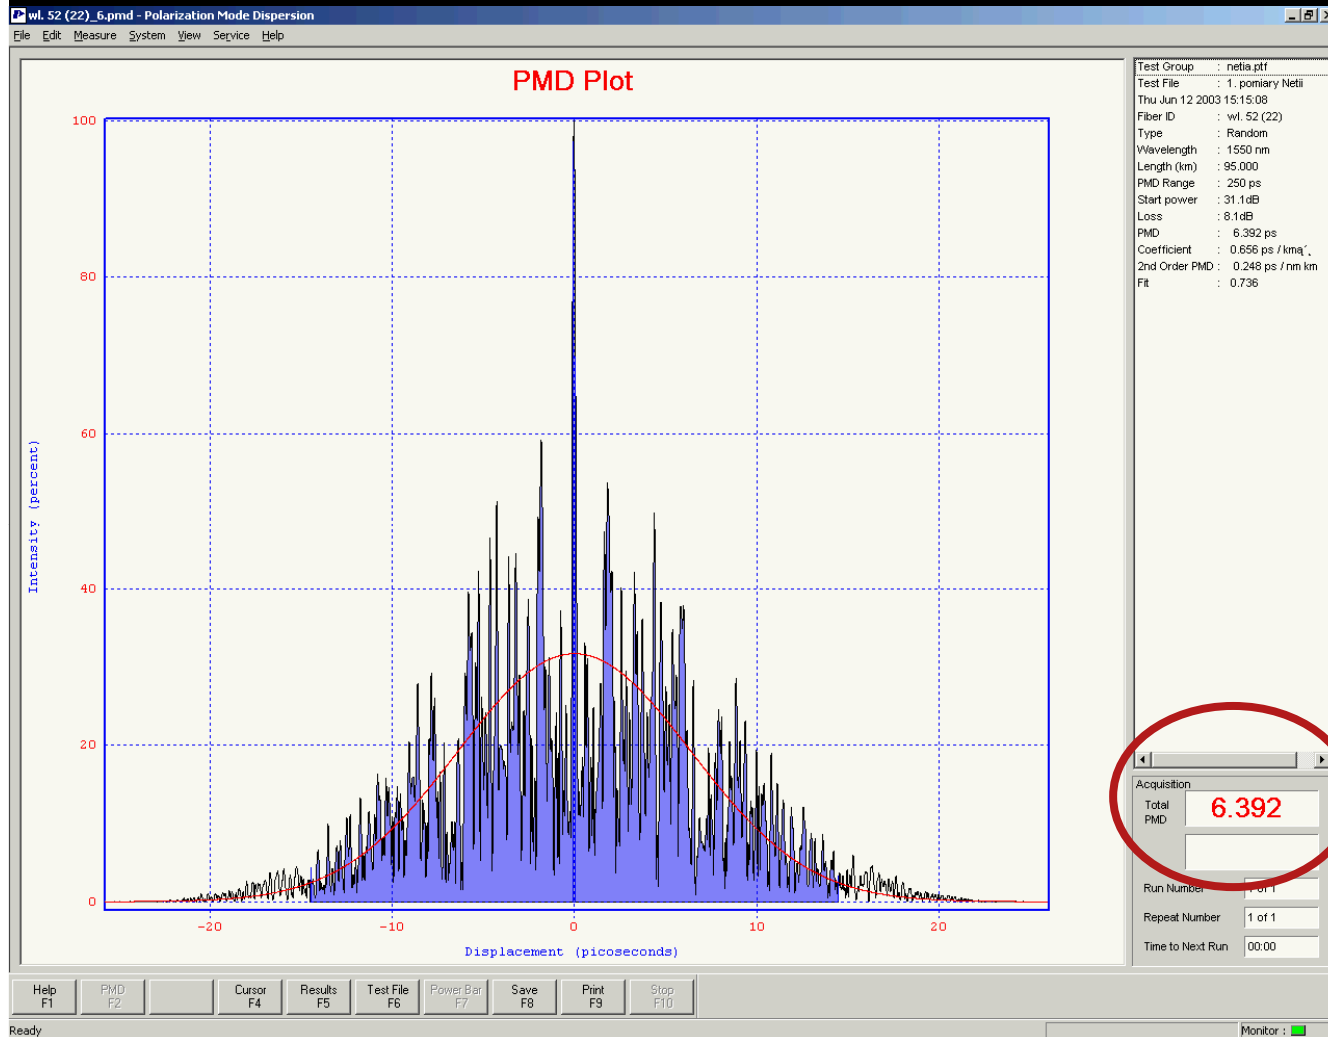 wl. 52 (22)_6.pmd - Polarization Mode Dispersion
File Edit Measure System View Service Help
PMD Plot
100
80
60
40
20
0
-20 -10 0 10 20
Intensity (percent)
Displacement (picoseconds)
Test Group : netia.ptf
Test File : 1. pomiary Netii
Thu Jun 12 2003 15:15:08
Fiber ID : wl. 52 (22)
Type : Random
Wavelength : 1550 nm
Length (km) : 95.000
PMD Range : 250 ps
Start power : 31.1dB
Loss : 8.1dB
PMD : 6.392 ps
Coefficient : 0.656 ps / kmą´¸
2nd Order PMD : 0.248 ps / nm km
Fit : 0.736
Acquisition
Total PMD 6.392
Run Number 1 of 1
Repeat Number 1 of 1
Time to Next Run 00:00
Help F1
PMD F2
Cursor F4
Results F5
Test File F6
Power Bar F7
Save F8
Print F9
Stop F10
Ready
Monitor :